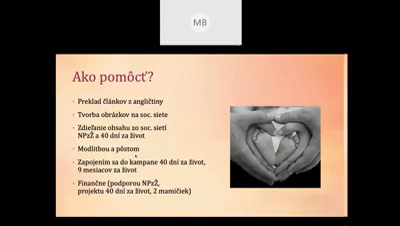 MB
Ako pomôcť?
· Preklad článkov z angličtiny
· Tvorba obrázkov na soc. siete
· Zdieľanie obsahu zo soc. sietí
NPzŽ a 40 dní za život
· Modlitbou a pôstom
· Zapojením sa do kampane 40 dní za život,
9 mesiacov za život
· Finančne (podporou NPzŽ,
projektu 40 dní za život, 2 mamičiek)